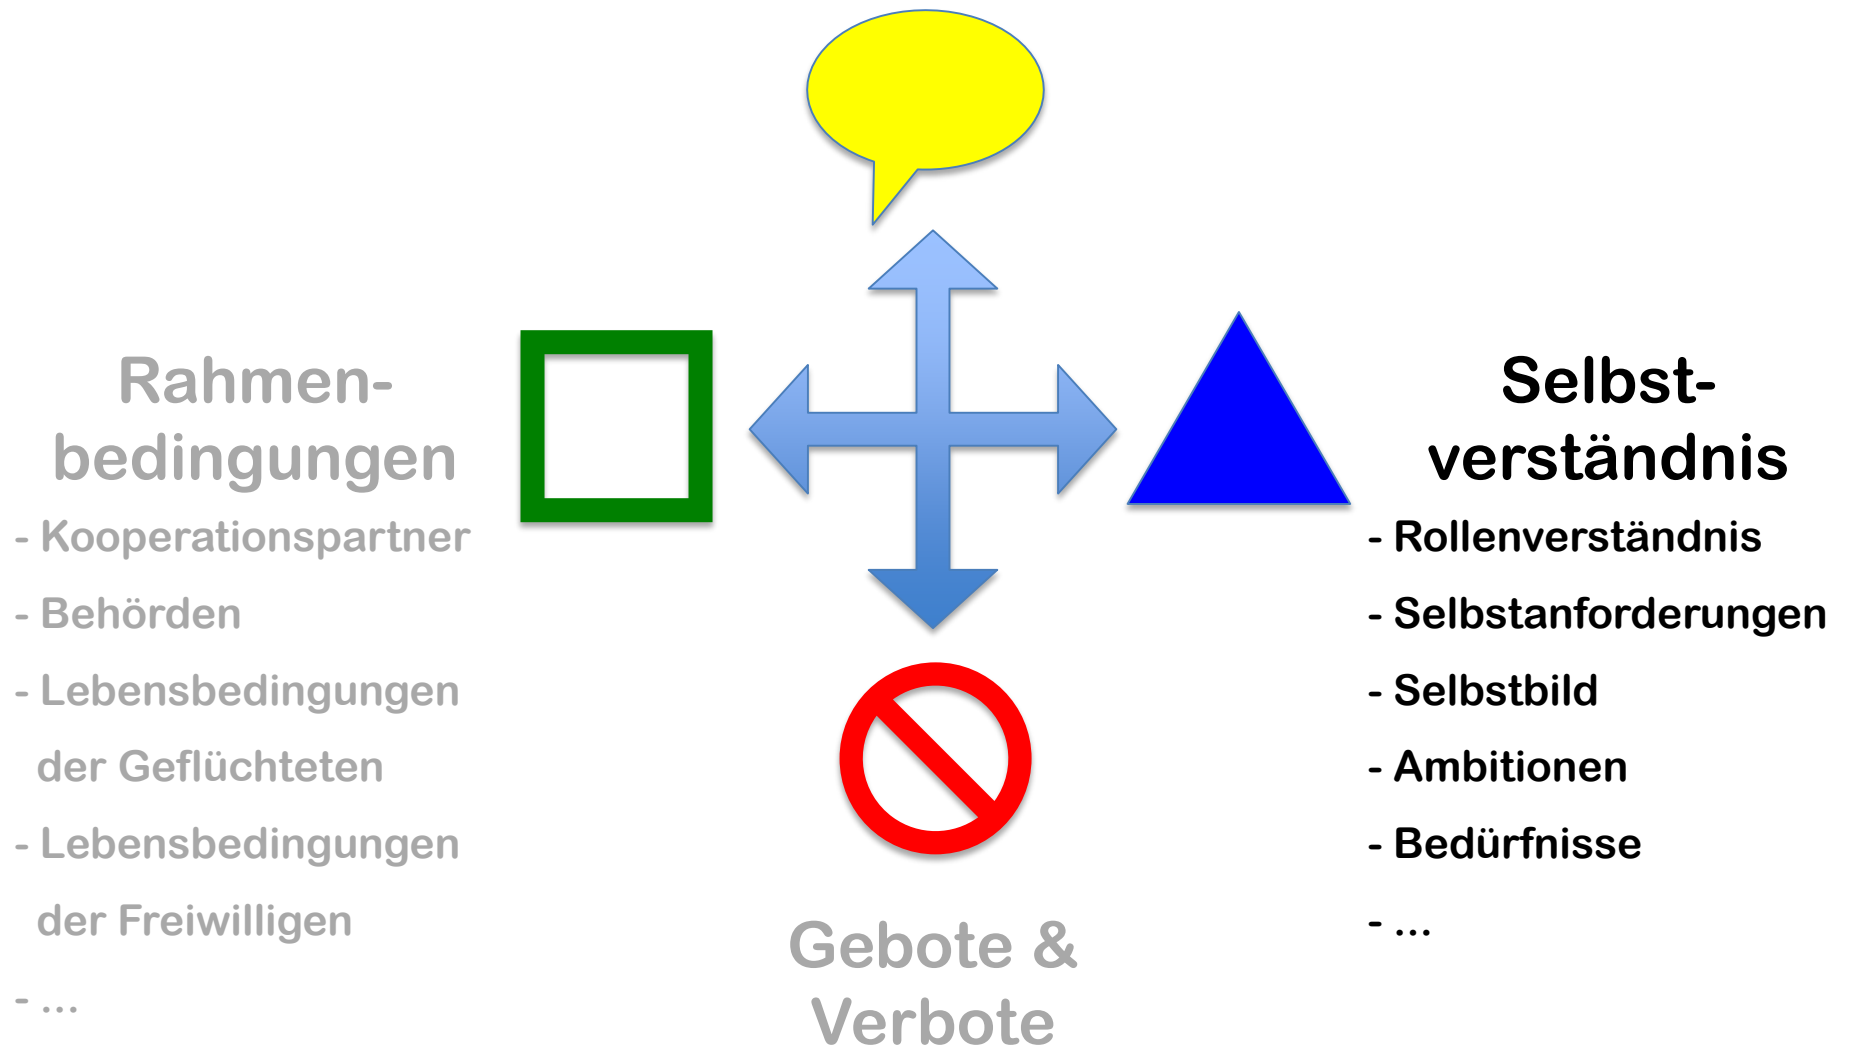 Rahmen-
bedingungen
- Kooperationspartner
- Behörden
- Lebensbedingungen
der Geflüchteten
- Lebensbedingungen
der Freiwilligen
- ...
Selbst-
verständnis
- Rollenverständnis
- Selbstanforderungen
- Selbstbild
- Ambitionen
- Bedürfnisse
- ...
Gebote &
Verbote